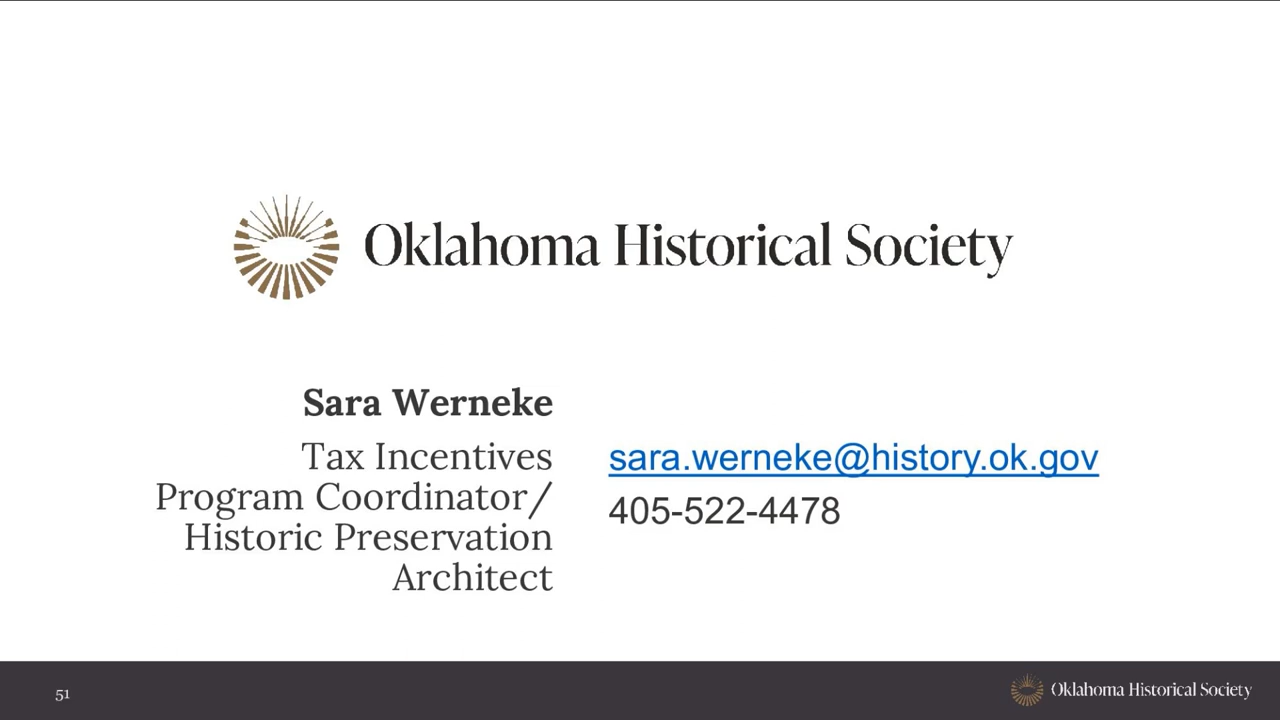 Oklahoma Historical Society
Sara Werneke
Tax Incentives
Program Coordinator/
Historic Preservation
Architect
sara.werneke@history.ok.gov
405-522-4478
51
Oklahoma Historical Society